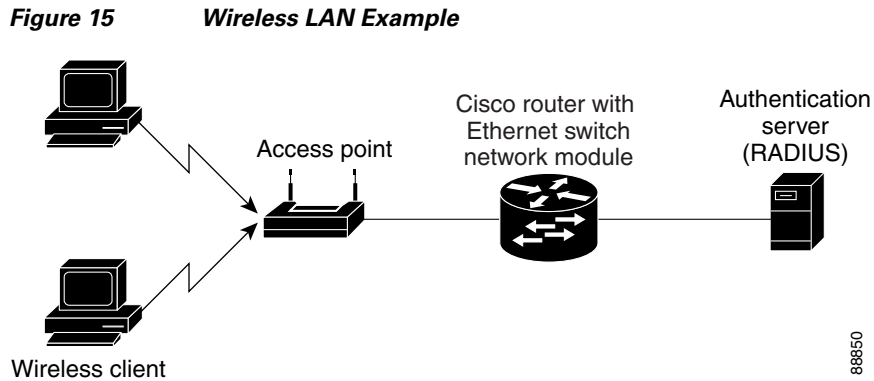 Figure 15 Wireless LAN Example
Access point
Cisco router with
Ethernet switch
network module
Authentication
server
(RADIUS)
Wireless client
88850